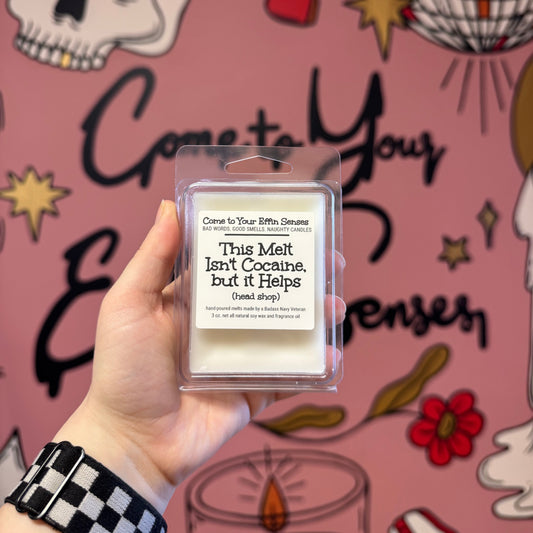 Come to Your
Effin Senses
Come to Your Effin Senses
BAD WORDS, GOOD SMELLS, NAUGHTY CANDLES
This Melt
Isn't Cocaine,
but it Helps
(head shop)
hand poured melts made by a Badass Navy Veteran
3 oz. net all natural soy wax and fragrance oil